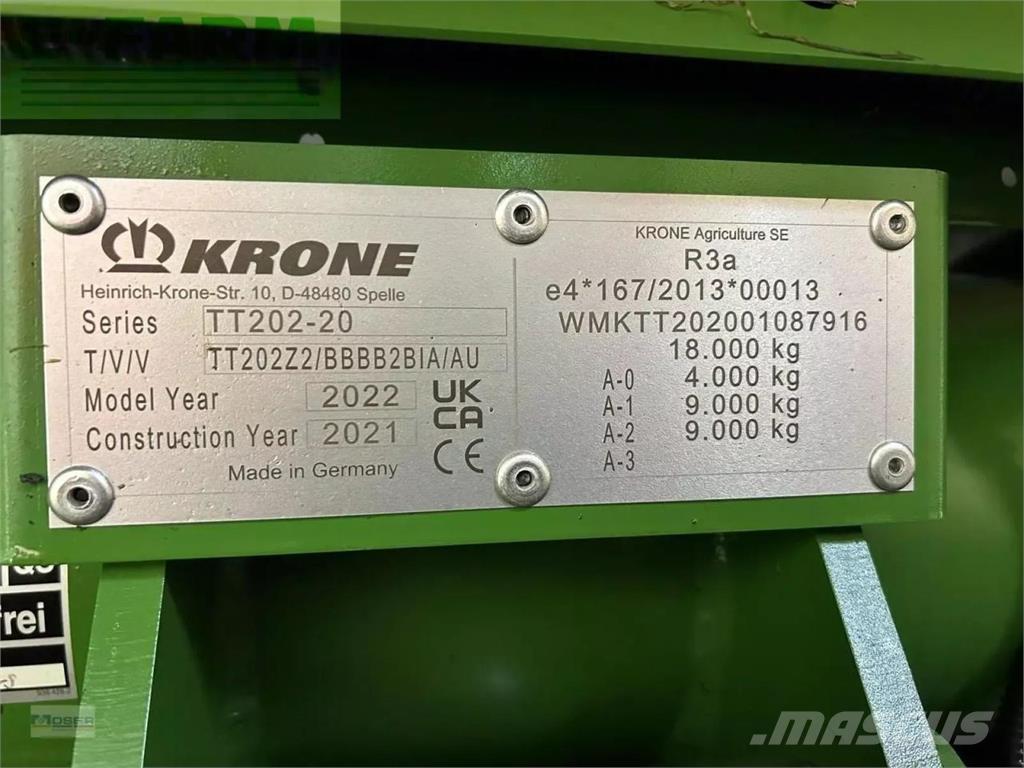 FARM
KRONE
Heinrich-Krone-Str. 10, D-48480 Spelle
Series TT202-20
T/V/V TT202Z2/BBBB2BIA/AU
Model Year 2022
UK
CA
Construction Year 2021
CE
Made in Germany
KRONE Agriculture SE
R3a
e4*167/2013*00013
WMKTT202001087916
18.000 kg
A-0 4.000 kg
A-1 9.000 kg
A-2 9.000 kg
A-3
frei
MOSER
MASCUS